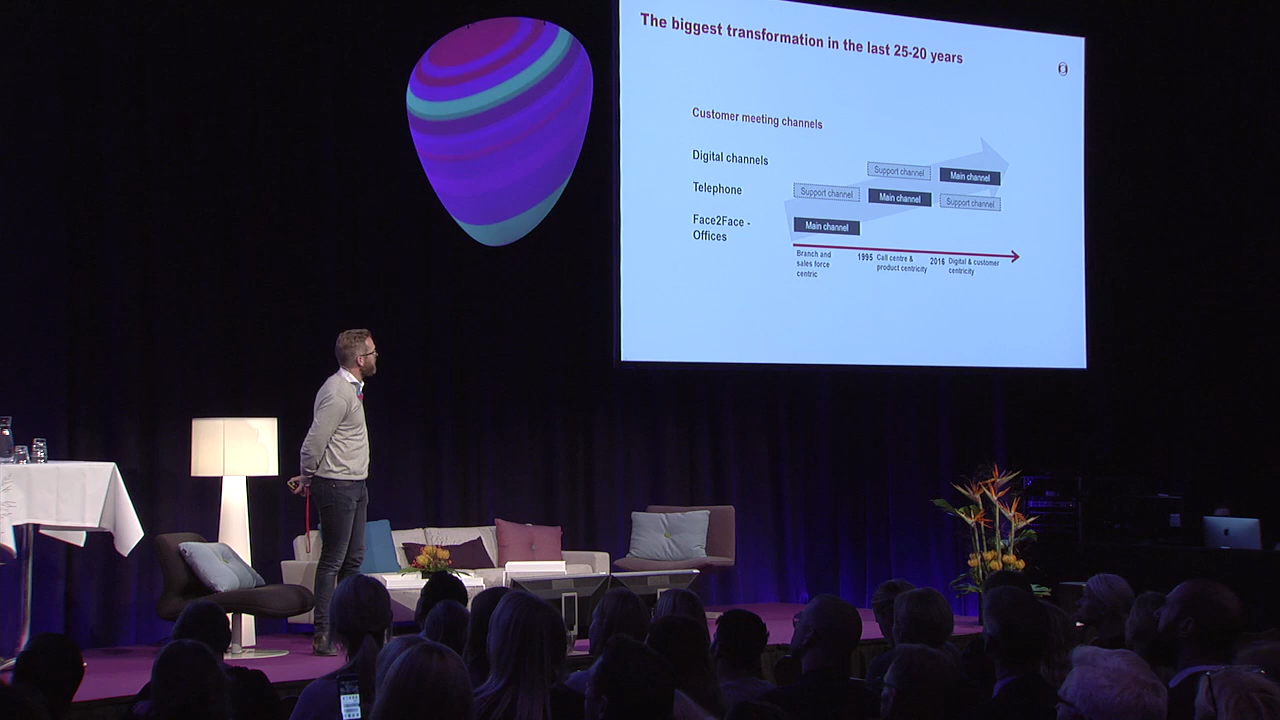 The biggest transformation in the last 25-20 years
Customer meeting channels
Digital channels
Support channel
Main channel
Telephone
Support channel
Main channel
Support channel
Face2Face -
Offices
Main channel
Branch and
sales force
centric
1995
Call centre &
product centricity
2016
Digital & customer
centricity